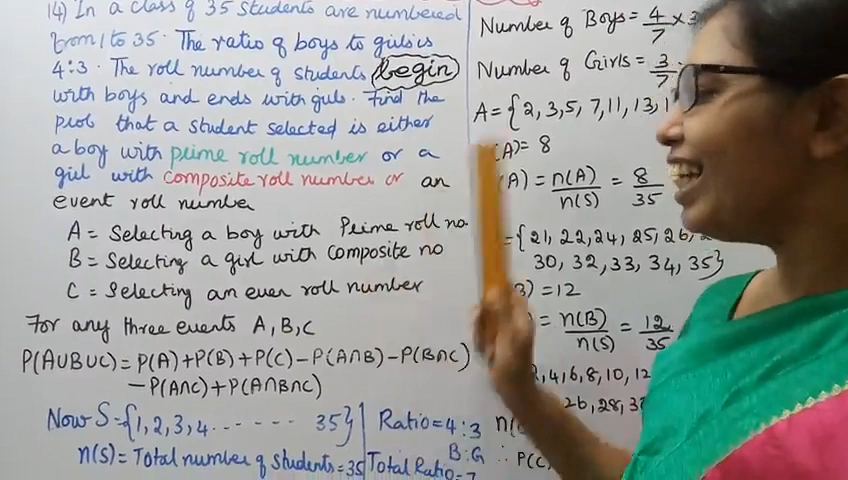 14) In a class of 35 students are numbered
from 1 to 35. The ratio of boys to girls is
4:3. The roll number of students begin
with boys and ends with girls. Find the
prob that a student selected is either
a boy with prime roll number or a
girl with composite roll number or an
event roll number
A = Selecting a boy with Prime roll no
B = Selecting a girl with Composite no
C = Selecting an even roll number
For any three events A, B, C
P(A∪B∪C) = P(A)+P(B)+P(C)-P(A∩B)-P(B∩C)
-P(A∩C)+P(A∩B∩C)
Now S={1,2,3,4....... 35}
n(s)=Total number of students=35
Ratio=4:3
B:G
Total Ratio=7
Number of Boys = 4/7 ×
Number of Girls = 3/7
A={2,3,5,7,11,13,
(A)= 8
(A) = n(A)/n(S) = 8/35
={21,22,24,25,26,
30,32,33,34,35}
) = 12
= n(B)/n(S) = 12/35
,4,6,8,10,12
26,28,
n(
∴ P(C)